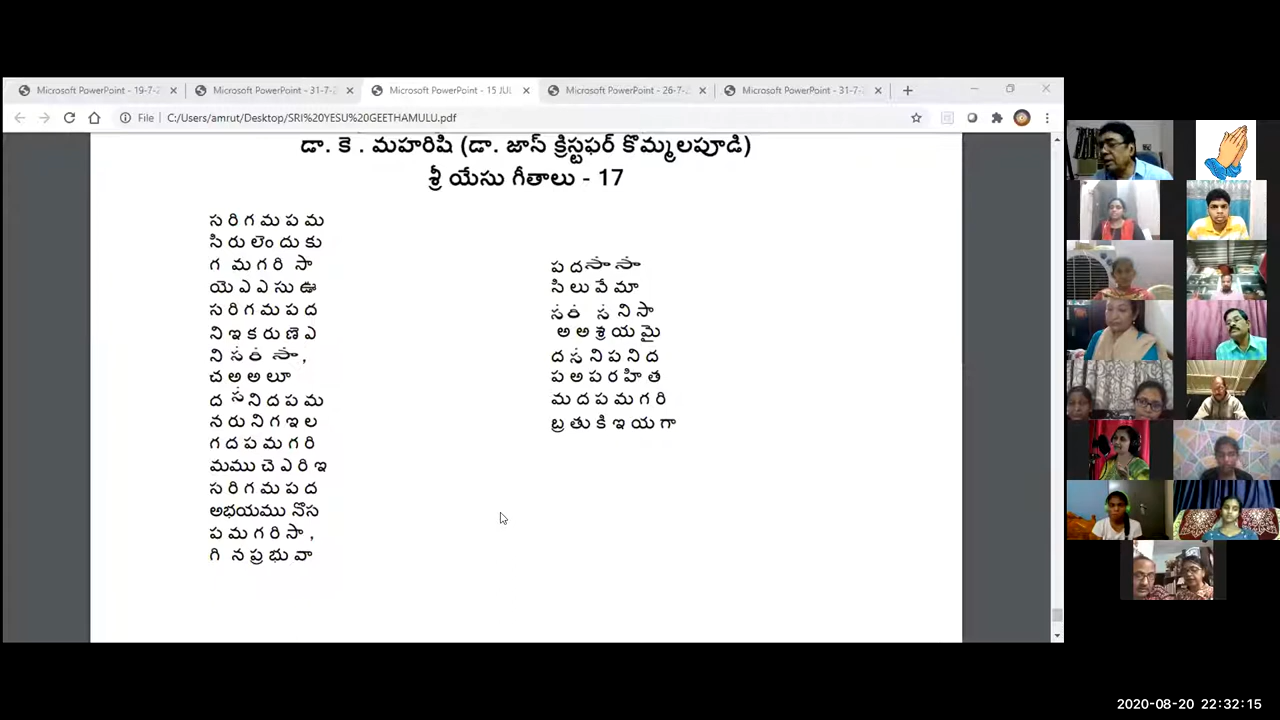 Microsoft PowerPoint - 19-7-2
Microsoft PowerPoint - 31-7-2
Microsoft PowerPoint - 15 JUL
Microsoft PowerPoint - 26-7-2
Microsoft PowerPoint - 31-7-2
File | C:/Users/amrut/Desktop/SRI%20YESU%20GEETHAMULU.pdf
డా. కె . మహరిషి (డా. జాన్ క్రిస్టఫర్ కొమ్మలపూడి)
శ్రీ యేసు గీతాలు - 17
స రి గ మ ప మ
సి రు లెం దు కు
గ మ గ రి సా
యె ఎ ఎ సు ఊ
స రి గ మ ప ద
ని ఇ క రు ణె ఎ
ని స రి సా ,
చ అ అ లూ
ద స ని ద ప మ
న రు ని గ ఇ ల
గ ద ప మ గ రి
మము చె ఎ రి ఇ
స రి గ మ ప ద
అభయము నొస
ప మ గ రి సా ,
గి న ప్ర భు వా
ప ద సా సా
సి లు వే మా
స రి స ని సా
అ అ శ్ర య మై
ద స ని ప ని ద
ప అ ప ర హి త
మ ద ప మ గ రి
బ్ర తు కి ఇ య గా
2020-08-20 22:32:15